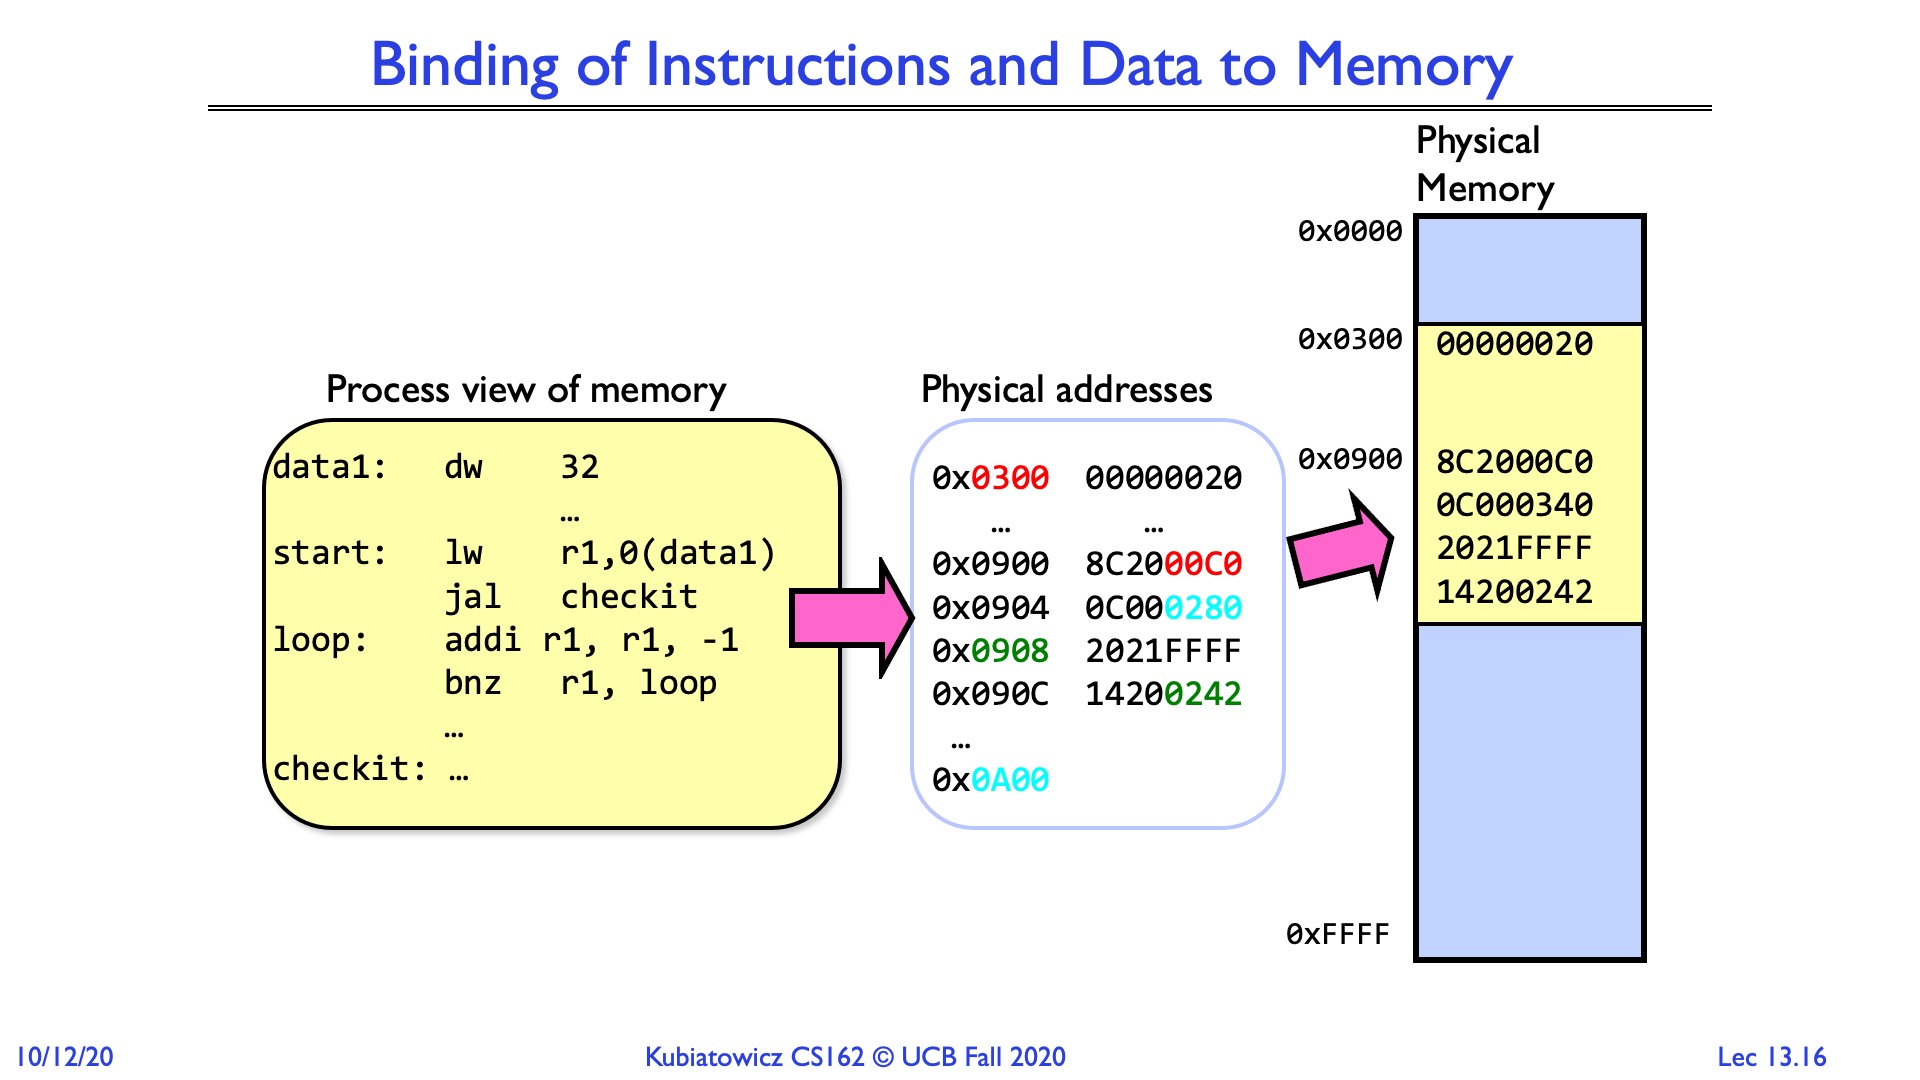 Binding of Instructions and Data to Memory
Physical
Memory
0x0000
0x0300 00000020
0x0900 8C2000C0
0C000340
2021FFFF
14200242
0xFFFF
Process view of memory
data1: dw 32
…
start: lw r1,0(data1)
jal checkit
loop: addi r1, r1, -1
bnz r1, loop
…
checkit: …
Physical addresses
0x0300 00000020
… …
0x0900 8C2000C0
0x0904 0C000280
0x0908 2021FFFF
0x090C 14200242
…
0x0A00
10/12/20
Kubiatowicz CS162 © UCB Fall 2020
Lec 13.16